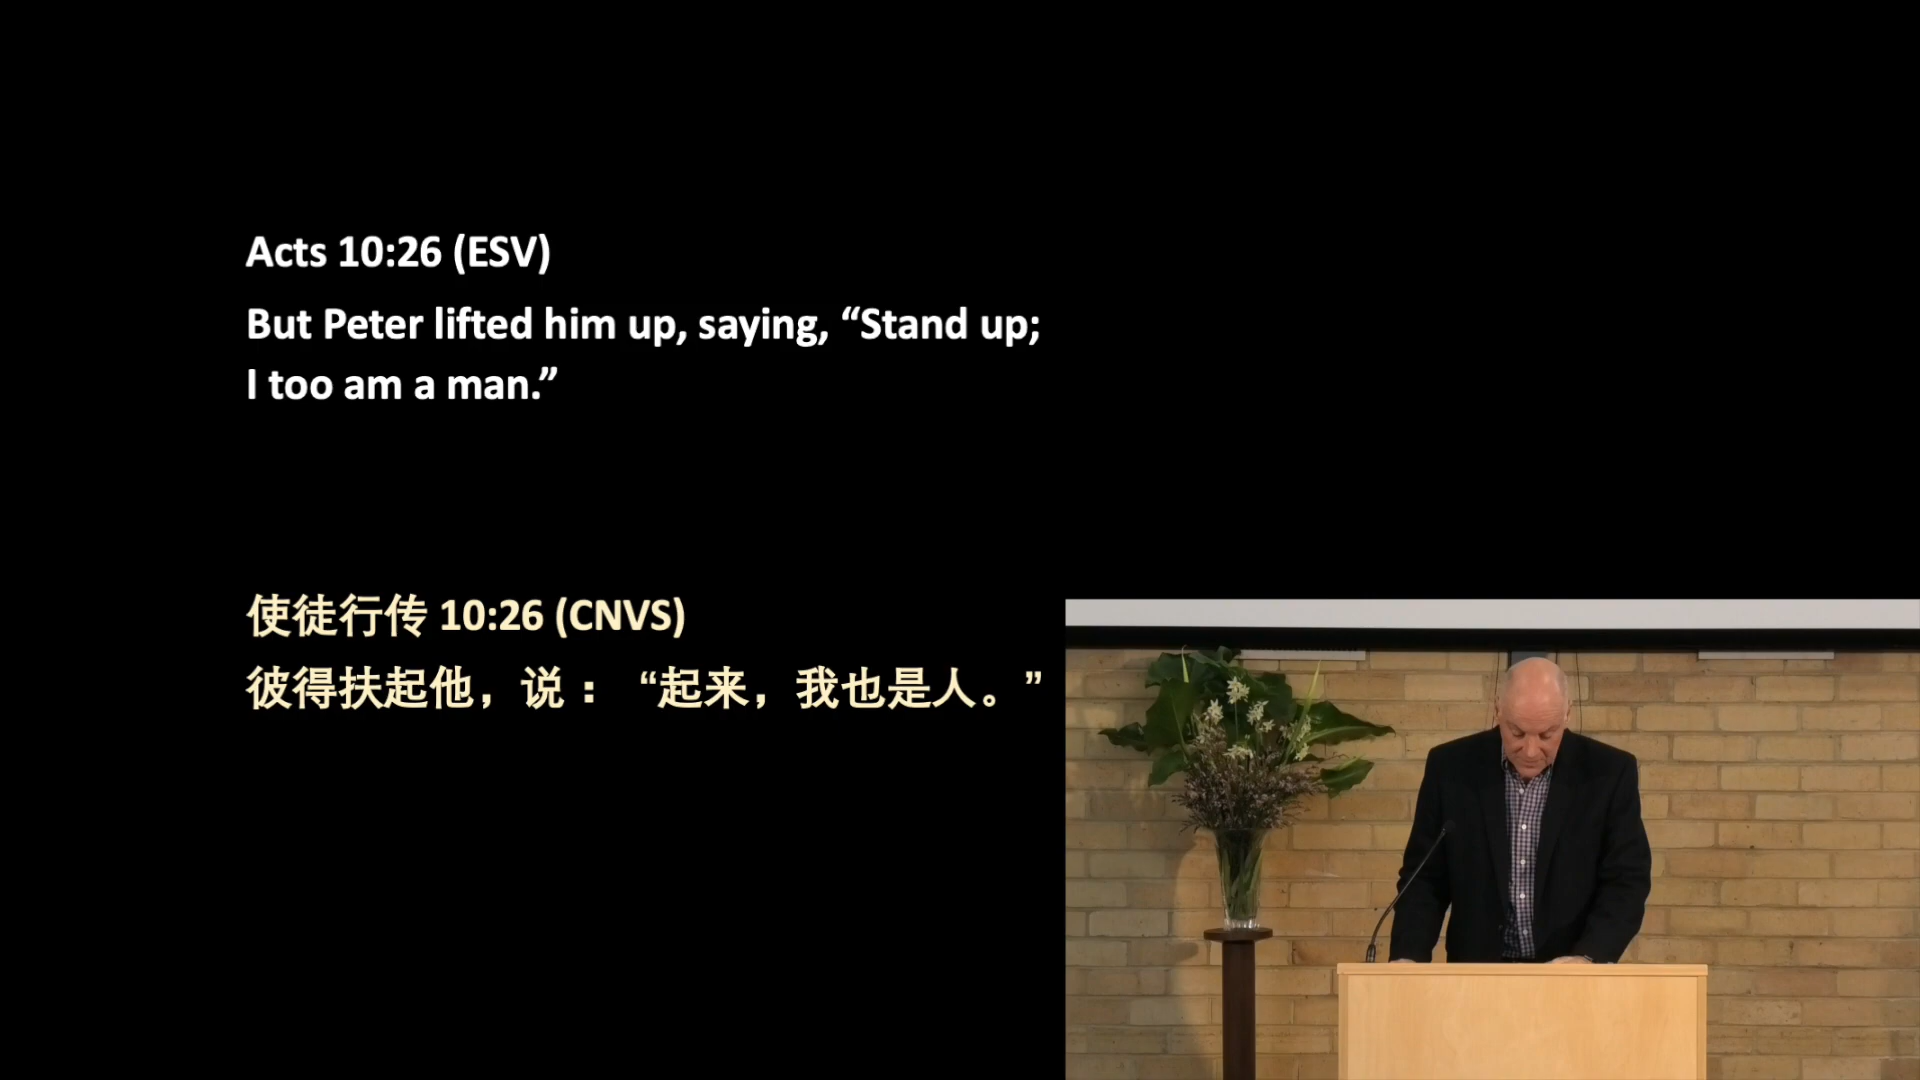 Acts 10:26 (ESV)
But Peter lifted him up, saying, “Stand up;
I too am a man.”
使徒行传 10:26 (CNVS)
彼得扶起他，说 ： “起来，我也是人。”